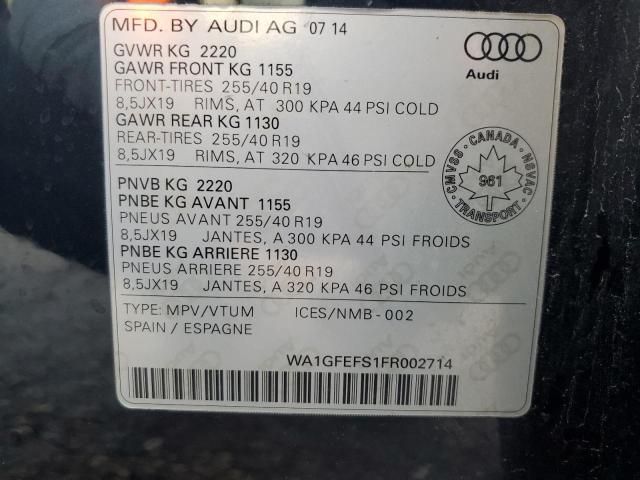 MFD. BY AUDI AG 07 14
GVWR KG 2220
GAWR FRONT KG 1155
FRONT-TIRES 255/40 R19
8,5JX19 RIMS, AT 300 KPA 44 PSI COLD
GAWR REAR KG 1130
REAR-TIRES 255/40 R19
8,5JX19 RIMS, AT 320 KPA 46 PSI COLD
Audi
CMVSS - CANADA - NSVAC
961
TRANSPORT
PNVB KG 2220
PNBE KG AVANT 1155
PNEUS AVANT 255/40 R19
8,5JX19 JANTES, A 300 KPA 44 PSI FROIDS
PNBE KG ARRIERE 1130
PNEUS ARRIERE 255/40 R19
8,5JX19 JANTES, A 320 KPA 46 PSI FROIDS
TYPE: MPV/VTUM ICES/NMB-002
SPAIN / ESPAGNE
WA1GFEFS1FR002714